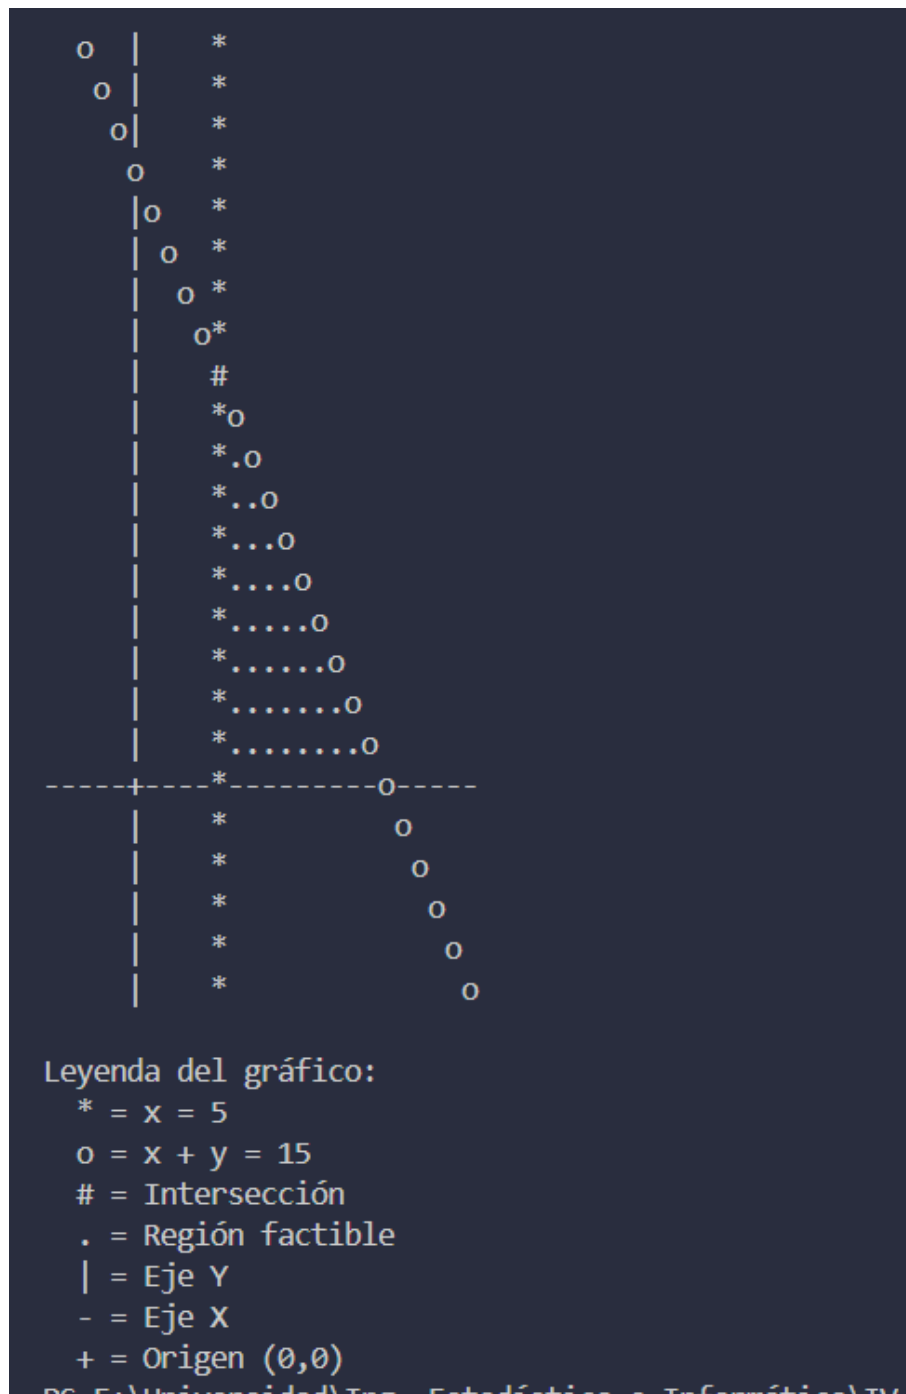 o  |    *
   o |    *
    o|    *
     o    *
     |o   *
     | o  *
     |  o *
     |   o*
     |    #
     |    *o
     |    *.o
     |    *..o
     |    *...o
     |    *....o
     |    *.....o
     |    *......o
     |    *.......o
     |    *........o
-----+----*---------o-----
     |    *          o
     |    *           o
     |    *            o
     |    *             o
     |    *              o
Leyenda del gráfico:
  * = x = 5
  o = x + y = 15
  # = Intersección
  . = Región factible
  | = Eje Y
  - = Eje X
  + = Origen (0,0)